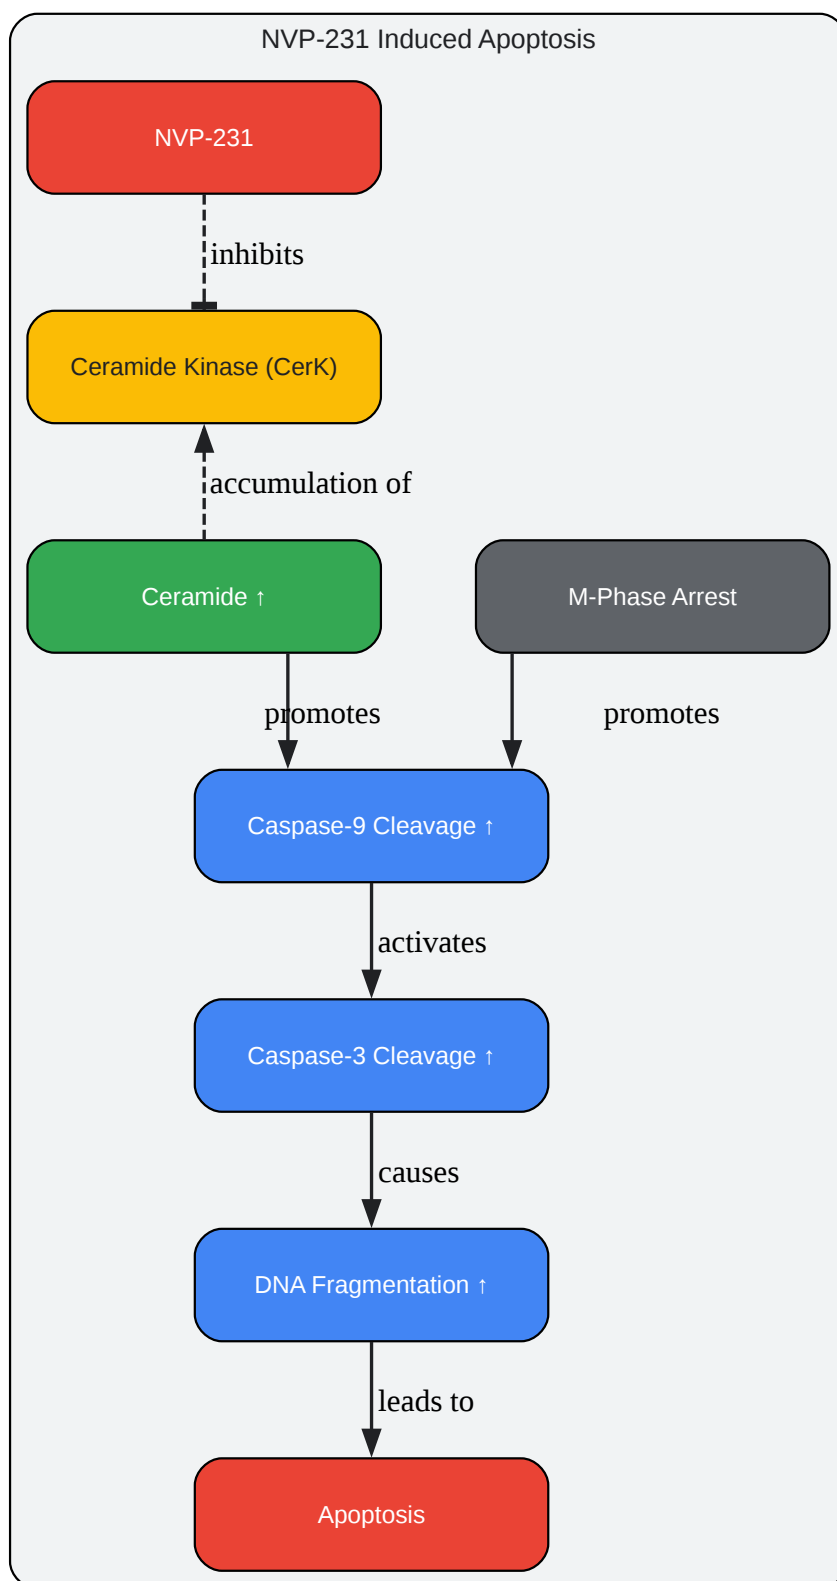 NVP-231 Induced Apoptosis
NVP-231
inhibits
Ceramide Kinase (CerK)
accumulation of
Ceramide ↑
M-Phase Arrest
promotes
promotes
Caspase-9 Cleavage ↑
activates
Caspase-3 Cleavage ↑
causes
DNA Fragmentation ↑
leads to
Apoptosis